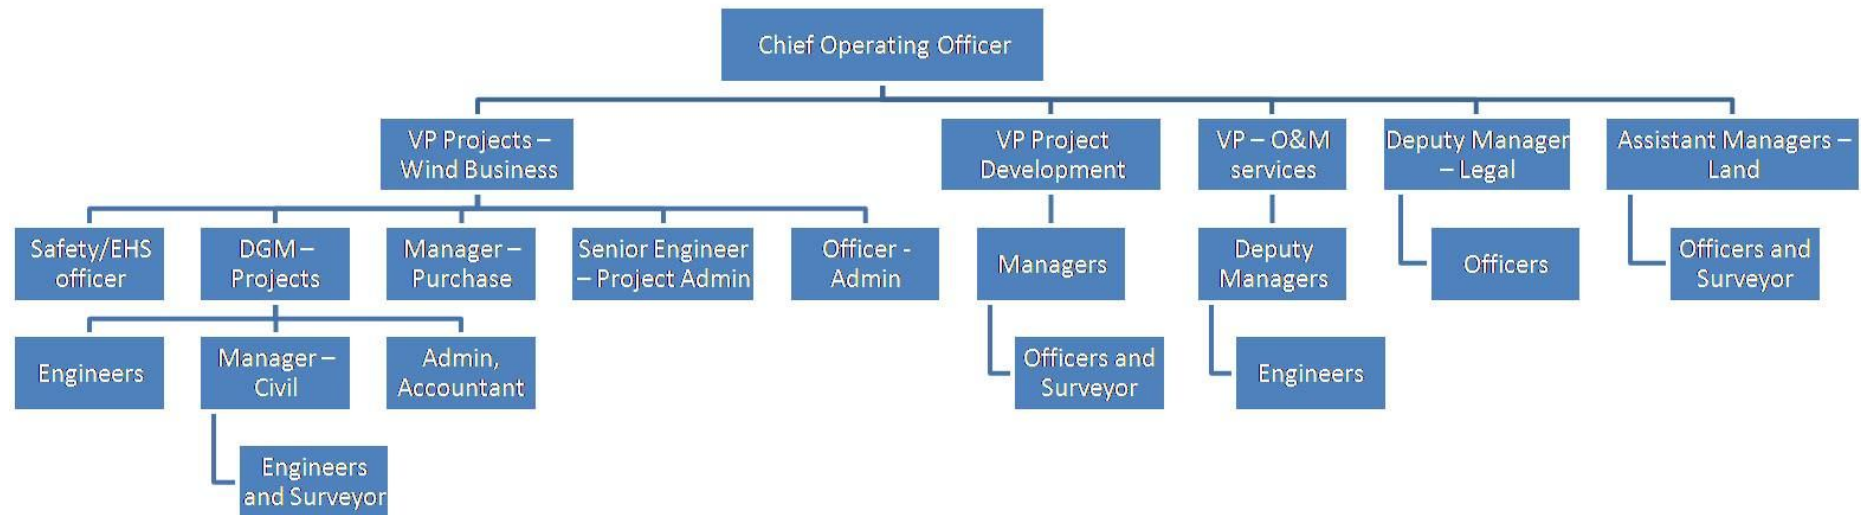 Chief Operating Officer
VP Projects –
Wind Business
VP Project
Development
VP – O&M
services
Deputy Manager
– Legal
Assistant Managers –
Land
Safety/EHS
officer
DGM –
Projects
Manager –
Purchase
Senior Engineer
– Project Admin
Officer -
Admin
Managers
Deputy
Managers
Officers
Officers and
Surveyor
Engineers
Manager –
Civil
Admin,
Accountant
Officers and
Surveyor
Engineers
Engineers
and Surveyor